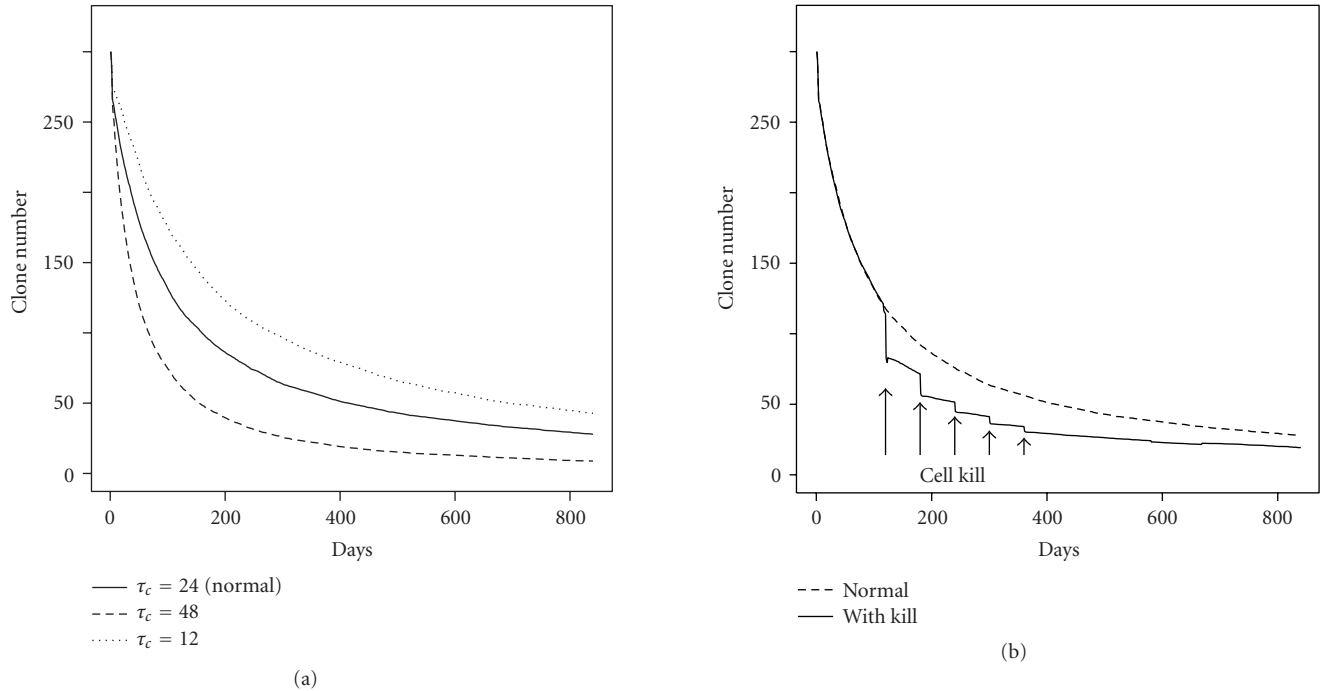 Clone number
250
150
50
0
0 200 400 600 800
Days
τc = 24 (normal)
τc = 48
τc = 12
(a)
Clone number
250
150
50
0
Cell kill
0 200 400 600 800
Days
Normal
With kill
(b)